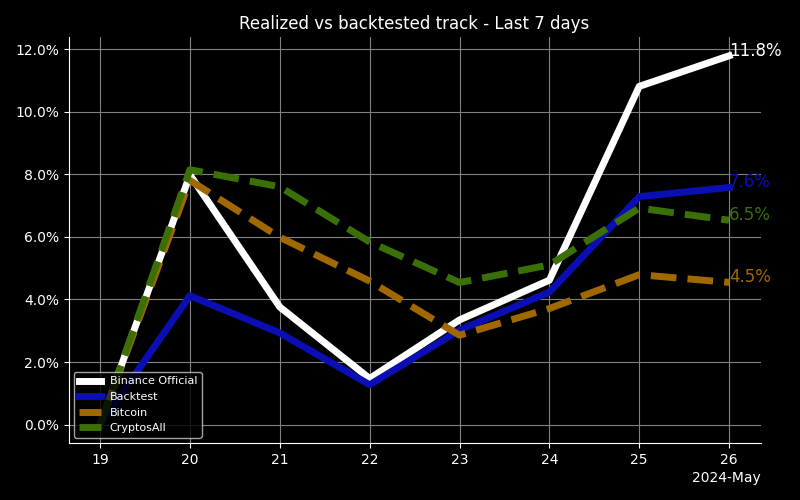 Realized vs backtested track - Last 7 days
12.0%
10.0%
8.0%
6.0%
4.0%
2.0%
0.0%
11.8%
7.6%
6.5%
4.5%
Binance Official
Backtest
Bitcoin
CryptosAll
19 20 21 22 23 24 25 26
2024-May